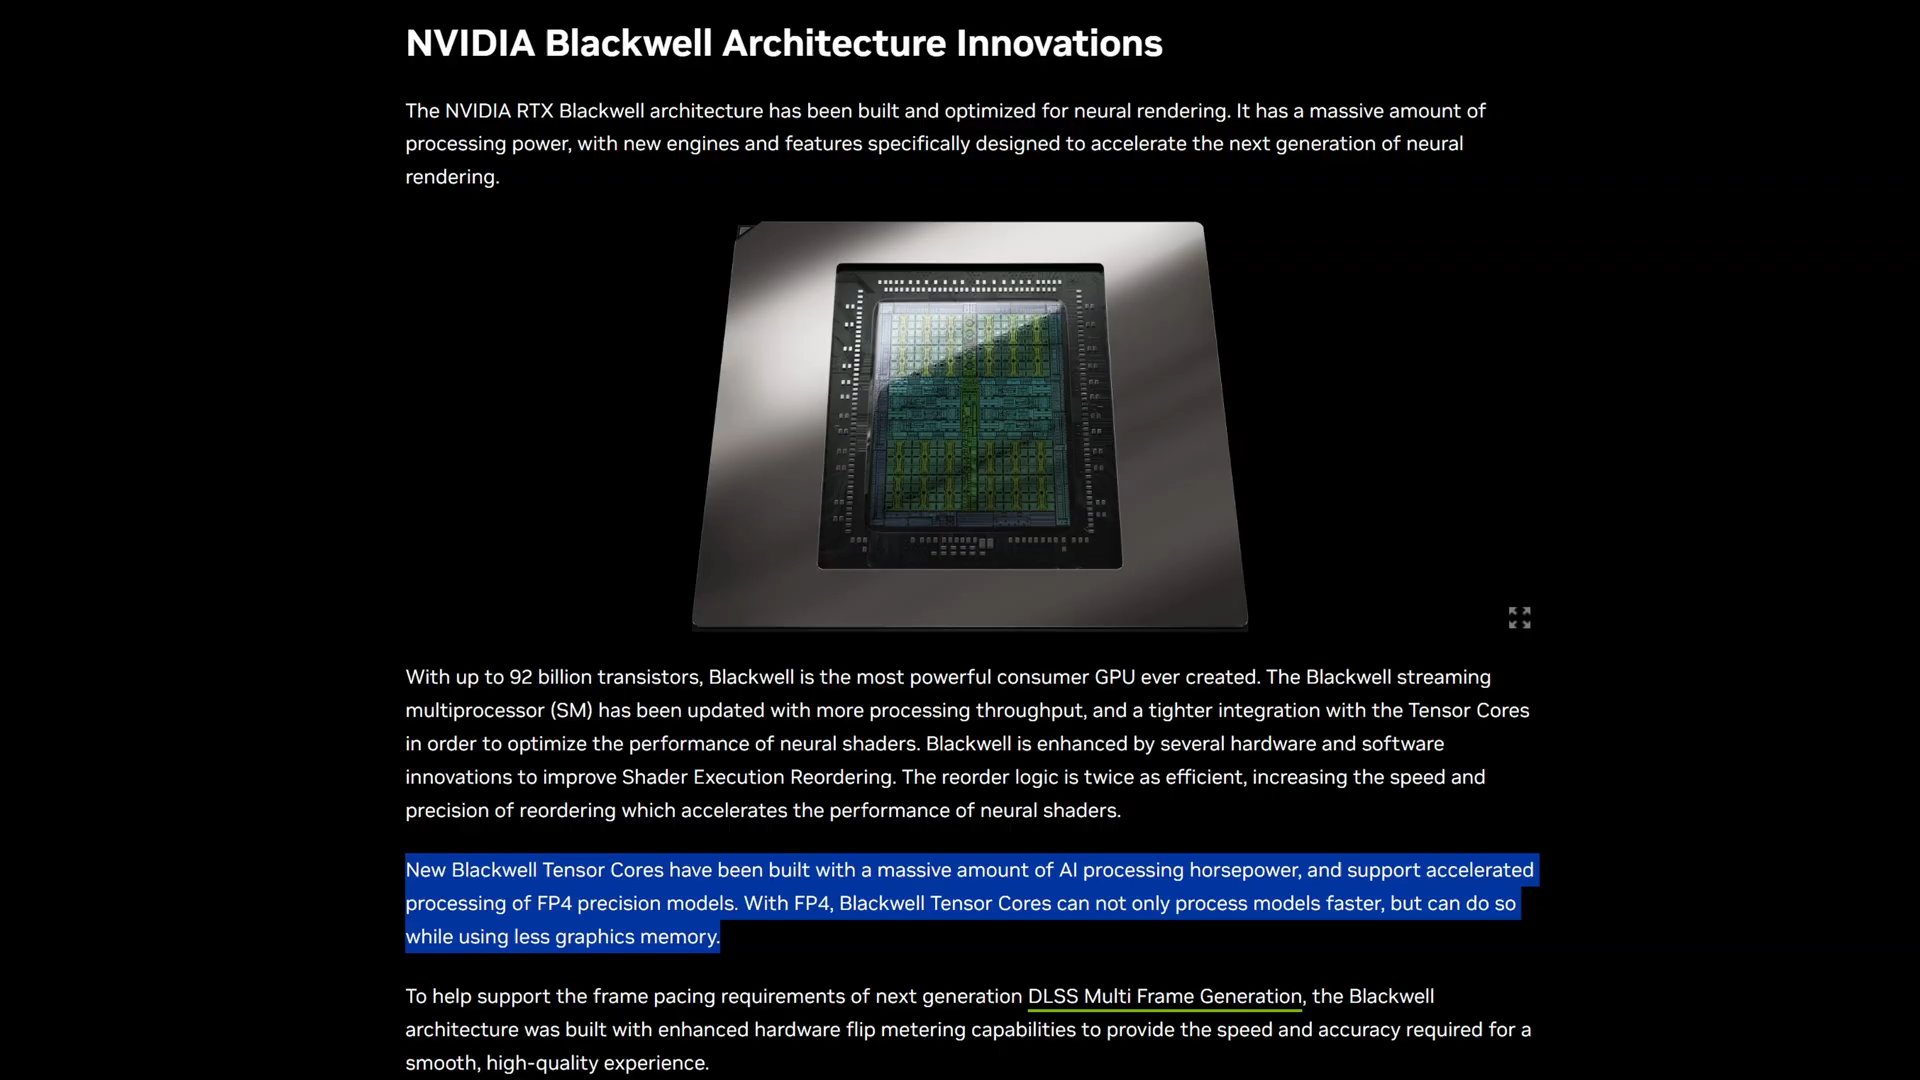 NVIDIA Blackwell Architecture Innovations
The NVIDIA RTX Blackwell architecture has been built and optimized for neural rendering. It has a massive amount of
processing power, with new engines and features specifically designed to accelerate the next generation of neural
rendering.
With up to 92 billion transistors, Blackwell is the most powerful consumer GPU ever created. The Blackwell streaming
multiprocessor (SM) has been updated with more processing throughput, and a tighter integration with the Tensor Cores
in order to optimize the performance of neural shaders. Blackwell is enhanced by several hardware and software
innovations to improve Shader Execution Reordering. The reorder logic is twice as efficient, increasing the speed and
precision of reordering which accelerates the performance of neural shaders.
New Blackwell Tensor Cores have been built with a massive amount of AI processing horsepower, and support accelerated
processing of FP4 precision models. With FP4, Blackwell Tensor Cores can not only process models faster, but can do so
while using less graphics memory.
To help support the frame pacing requirements of next generation DLSS Multi Frame Generation, the Blackwell
architecture was built with enhanced hardware flip metering capabilities to provide the speed and accuracy required for a
smooth, high-quality experience.